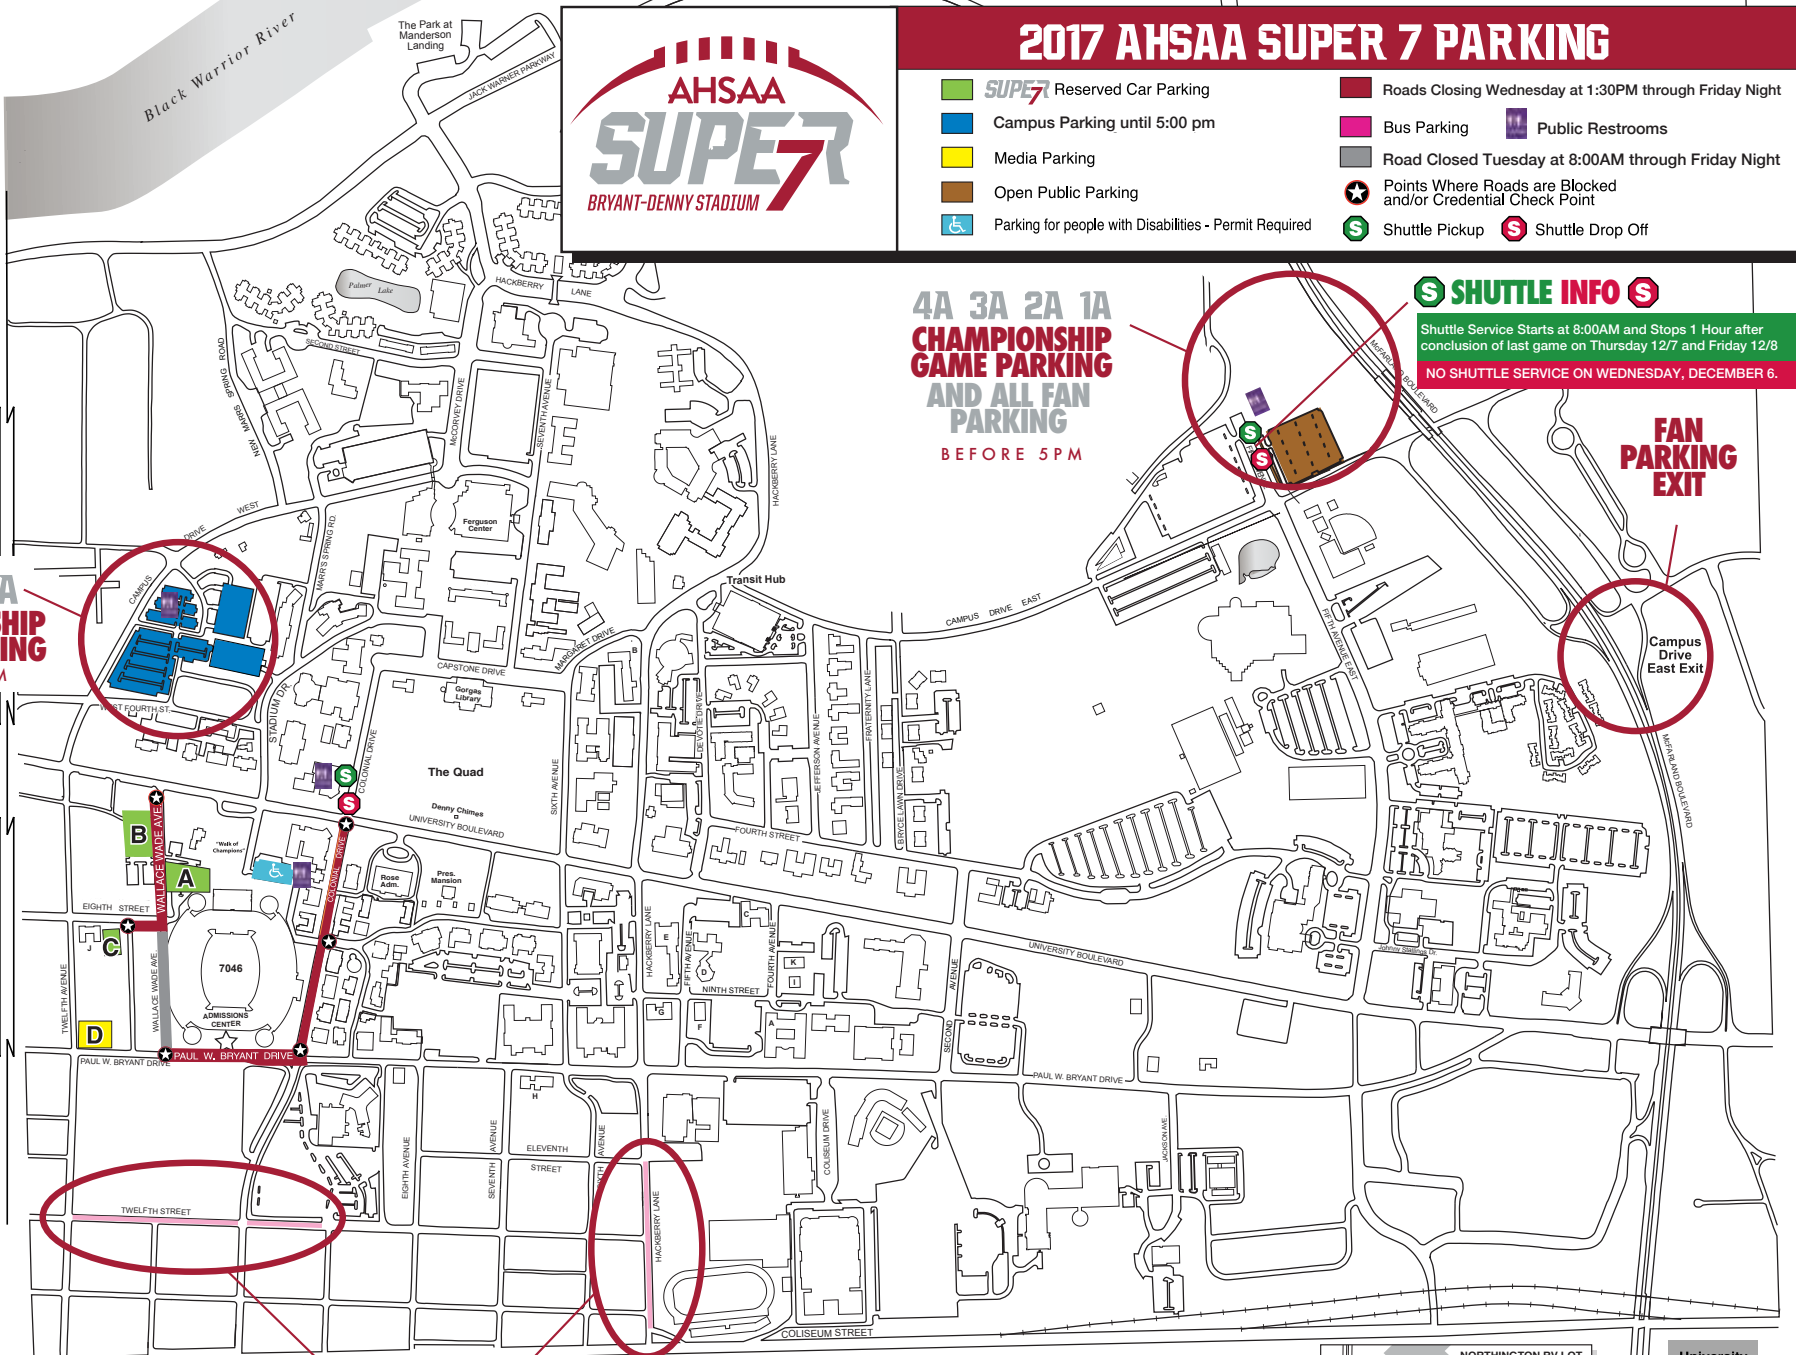 Black Warrior River
The Park at
Manderson
Landing
JACK WARNER PARKWAY
AHSAA
SUPER 7
BRYANT-DENNY STADIUM
2017 AHSAA SUPER 7 PARKING
SUPER 7 Reserved Car Parking
Campus Parking until 5:00 pm
Media Parking
Open Public Parking
Parking for people with Disabilities - Permit Required
Roads Closing Wednesday at 1:30PM through Friday Night
Bus Parking
Public Restrooms
Road Closed Tuesday at 8:00AM through Friday Night
Points Where Roads are Blocked
and/or Credential Check Point
S Shuttle Pickup
S Shuttle Drop Off
4A 3A 2A 1A
CHAMPIONSHIP
GAME PARKING
AND ALL FAN
PARKING
BEFORE 5PM
S SHUTTLE INFO S
Shuttle Service Starts at 8:00AM and Stops 1 Hour after
conclusion of last game on Thursday 12/7 and Friday 12/8
NO SHUTTLE SERVICE ON WEDNESDAY, DECEMBER 6.
FAN
PARKING
EXIT
Campus
Drive
East Exit
McFARLAND BOULEVARD
McFARLAND BOULEVARD
S
S
Palmer Lake
HACKBERRY LANE
SECOND STREET
NEW MARRS SPRING ROAD
McCORVEY DRIVE
SEVENTH AVENUE
HACKBERRY LANE
CAMPUS DRIVE WEST
MARR'S SPRING RD.
Ferguson
Center
Transit Hub
CAMPUS DRIVE EAST
FIFTH AVENUE EAST
A
SHIP
ING
M
WEST FOURTH ST.
STADIUM DR.
CAPSTONE DRIVE
MARGARET DRIVE
B
Gorgas
Library
COLONIAL DRIVE
The Quad
Denny Chimes
UNIVERSITY BOULEVARD
SIXTH AVENUE
DEVOTIE DRIVE
JEFFERSON AVENUE
FRATERNITY LANE
BRYCE LAWN DRIVE
FOURTH STREET
S
S
B
WALLACE WADE AVE
"Walk of
Champions"
A
COLONIAL DRIVE
Rose
Adm.
Pres.
Mansion
EIGHTH STREET
J
C
7046
ADMISSIONS
CENTER
TWELFTH AVENUE
WALLACE WADE AVE.
D
PAUL W. BRYANT DRIVE
PAUL W. BRYANT DRIVE
HACKBERRY LANE
E
FIFTH AVENUE
D
C
FOURTH AVENUE
K
I
NINTH STREET
G
F
A
SECOND AVENUE
UNIVERSITY BOULEVARD
Johnny Stallings Dr.
PAUL W. BRYANT DRIVE
H
ELEVENTH
STREET
EIGHTH AVENUE
SEVENTH AVENUE
SIXTH AVENUE
COLISEUM DRIVE
JACKSON AVE
TWELFTH STREET
HACKBERRY LANE
COLISEUM STREET
NORTHINGTON RV LOT
University